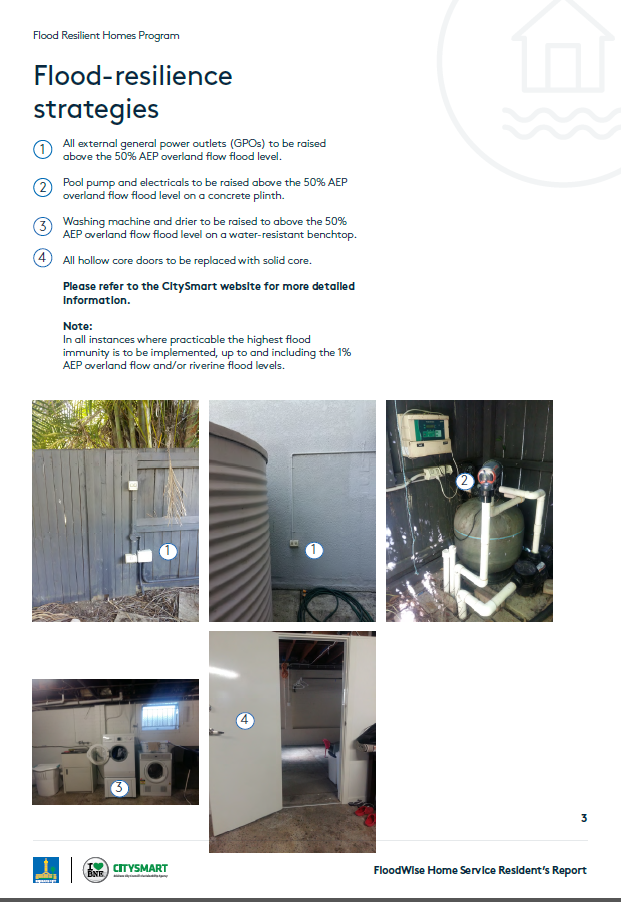 Flood Resilient Homes Program
Flood-resilience
strategies
1 All external general power outlets (GPOs) to be raised
above the 50% AEP overland flow flood level.
2 Pool pump and electricals to be raised above the 50% AEP
overland flow flood level on a concrete plinth.
3 Washing machine and drier to be raised to above the 50%
AEP overland flow flood level on a water-resistant benchtop.
4 All hollow core doors to be replaced with solid core.
Please refer to the CitySmart website for more detailed
information.
Note:
In all instances where practicable the highest flood
immunity is to be implemented, up to and including the 1%
AEP overland flow and/or riverine flood levels.
1
1
2
3
4
3
I BNE
CITYSMART
FloodWise Home Service Resident's Report